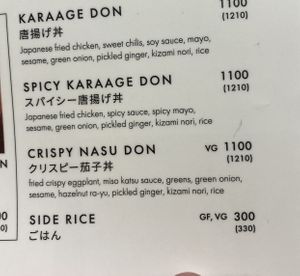 KARAAGE DON 1100
唐揚げ丼 (1210)
Japanese fried chicken, sweet chilis, soy sauce, mayo,
sesame, green onion, pickled ginger, kizami nori, rice
SPICY KARAAGE DON 1100
スパイシー唐揚げ丼 (1210)
Japanese fried chicken, spicy sauce, spicy mayo,
sesame, green onion, pickled ginger, kizami nori, rice
ON
CRISPY NASU DON VG 1100
クリスピー茄子丼 (1210)
fried crispy eggplant, miso katsu sauce, greens, green onion,
sesame, hazelnut ra-yu, pickled ginger, kizami nori, rice
00
SIDE RICE GF, VG 300
ごはん (330)